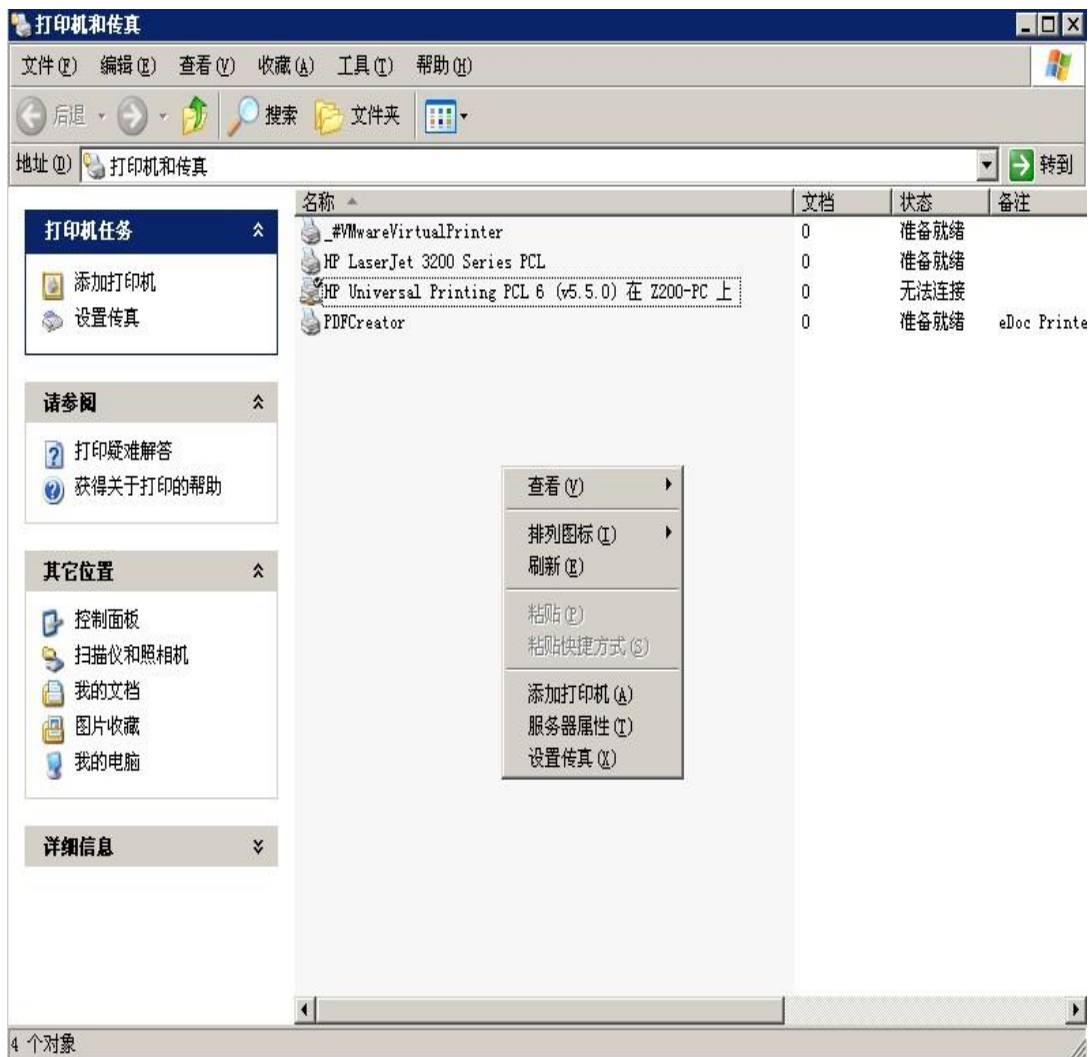 打印机和传真
文件(F) 编辑(E) 查看(V) 收藏(A) 工具(T) 帮助(H)
后退 搜索 文件夹
地址(D) 打印机和传真 转到
打印机任务
添加打印机
设置传真
请参阅
打印疑难解答
获得关于打印的帮助
其它位置
控制面板
扫描仪和照相机
我的文档
图片收藏
我的电脑
详细信息
名称 文档 状态 备注
_#VMwareVirtualPrinter 0 准备就绪
HP LaserJet 3200 Series PCL 0 准备就绪
HP Universal Printing PCL 6 (v5.5.0) 在 Z200-PC 上 0 无法连接
PDFCreator 0 准备就绪 eDoc Printe
查看(V)
排列图标(I)
刷新(E)
粘贴(P)
粘贴快捷方式(S)
添加打印机(A)
服务器属性(T)
设置传真(X)
4 个对象